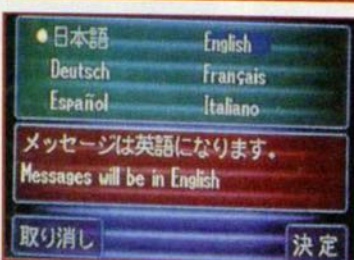 日本語 English
Deutsch Français
Español Italiano
メッセージは英語になります。
Messages will be in English
取り消し 決定